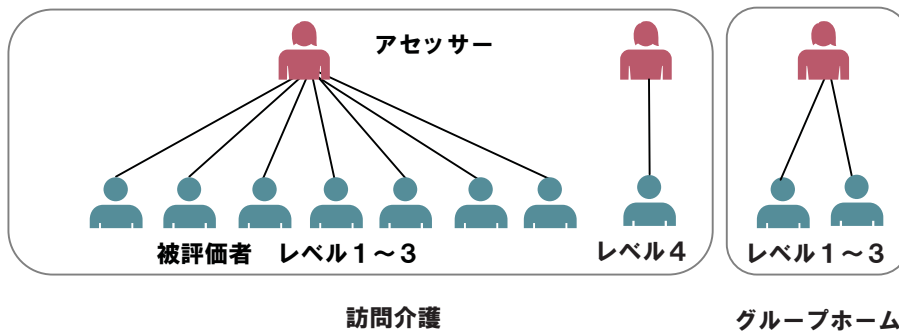 アセッサー
被評価者　レベル１～３
レベル４
レベル１～３
訪問介護
グループホーム